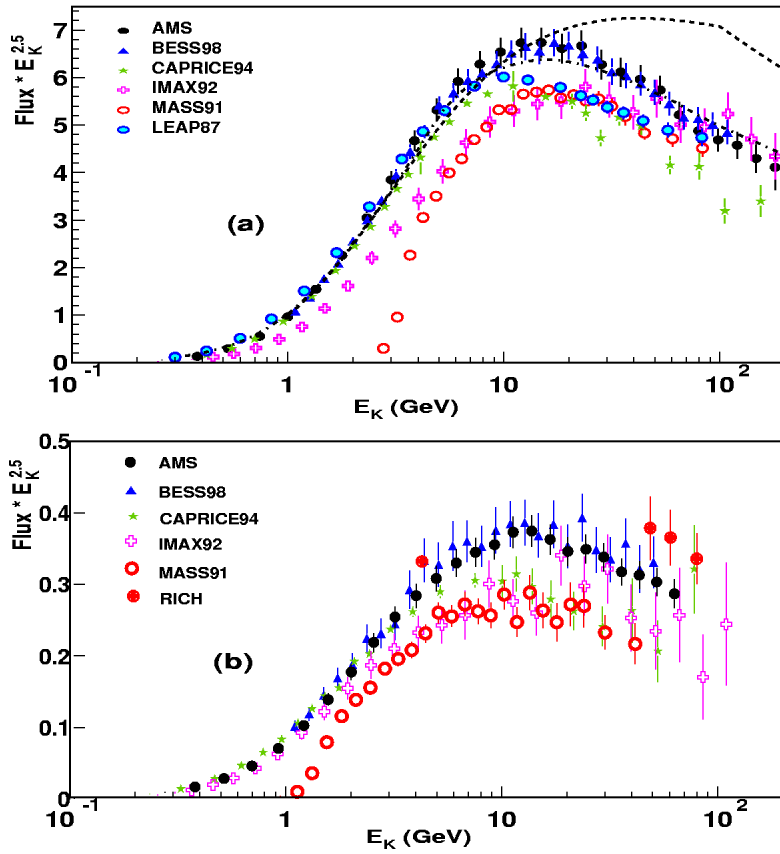 7
6
5
4
3
2
1
0
Flux * E_K^2.5
AMS
BESS98
CAPRICE94
IMAX92
MASS91
LEAP87
(a)
10^-1
1
10
10^2
E_K (GeV)
0.5
0.4
0.3
0.2
0.1
0
Flux * E_K^2.5
AMS
BESS98
CAPRICE94
IMAX92
MASS91
RICH
(b)
10^-1
1
10
10^2
E_K (GeV)